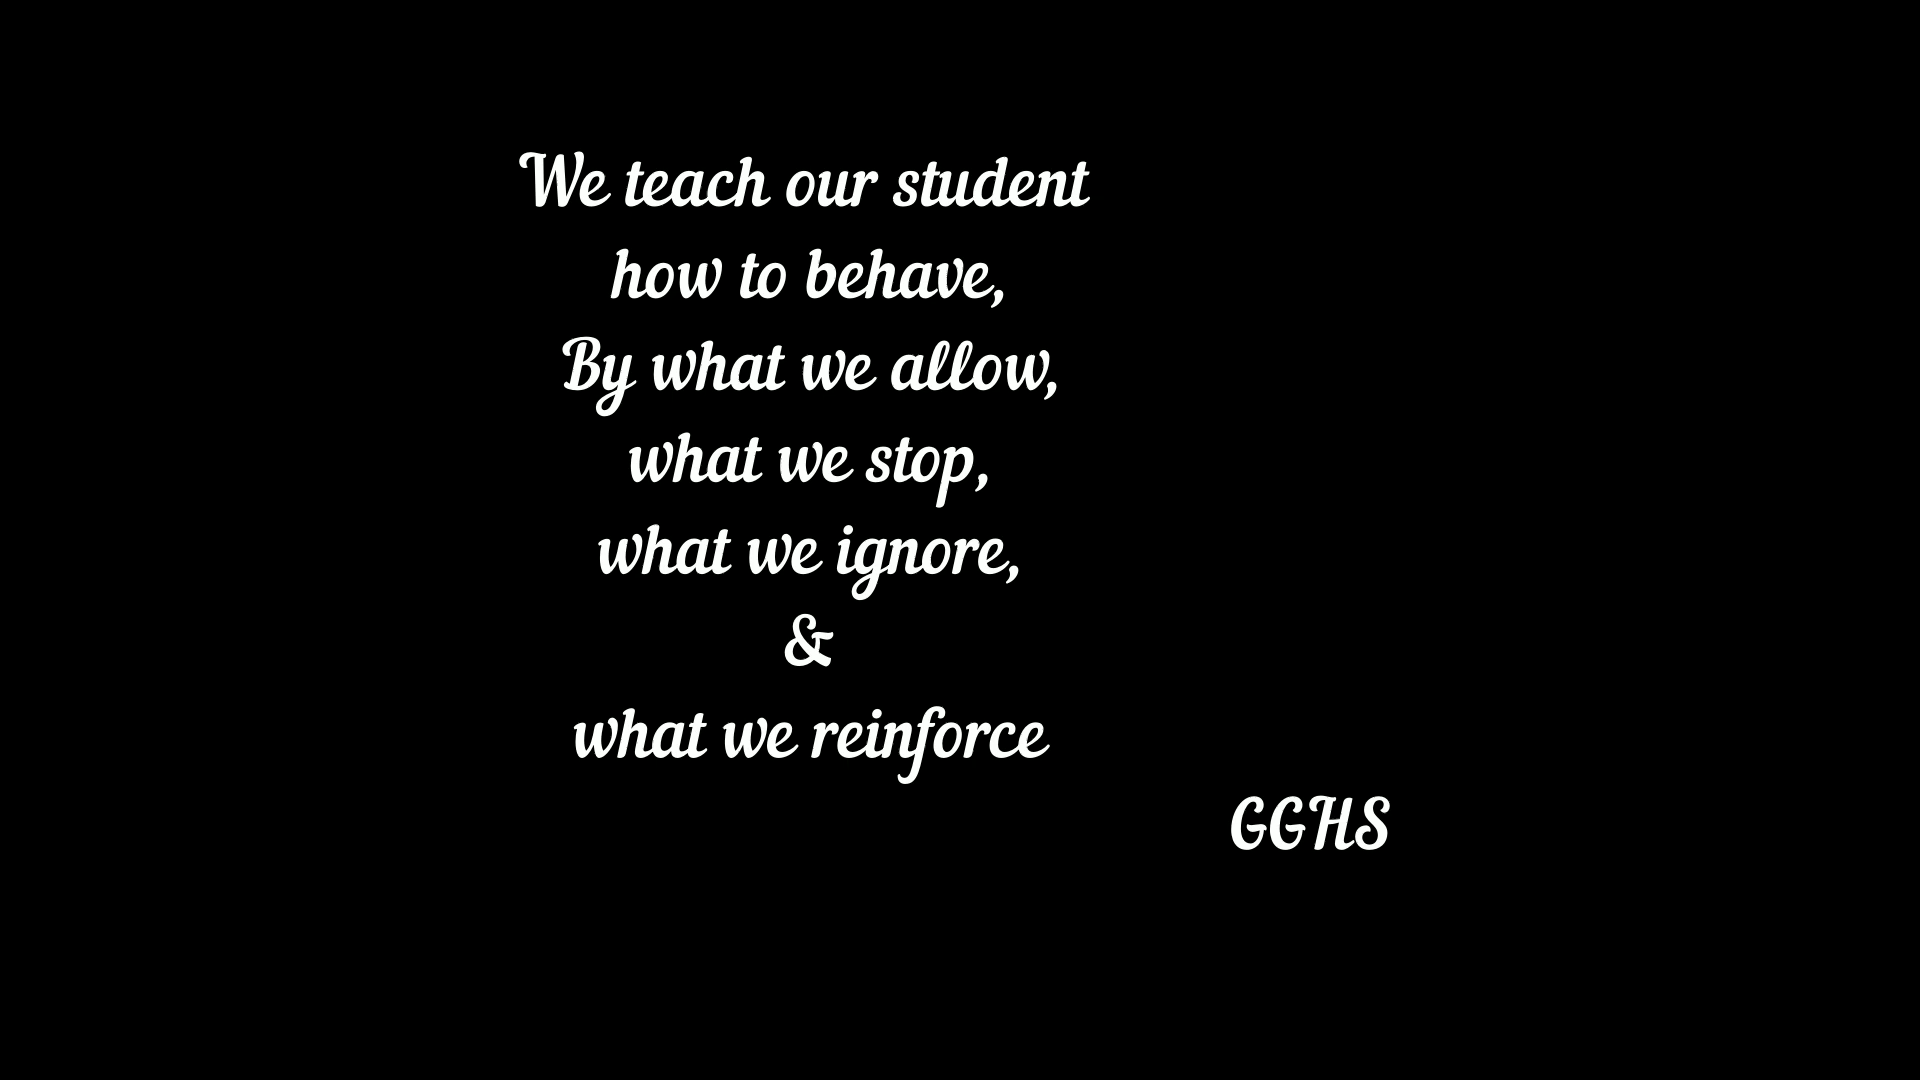 We teach our student
how to behave,
By what we allow,
what we stop,
what we ignore,
&
what we reinforce
GGHS